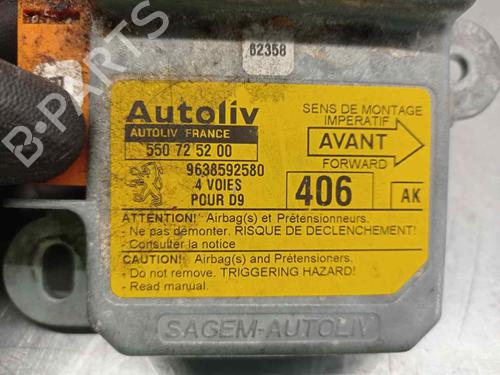 62358
Autoliv
AUTOLIV FRANCE
550 72 52 00
9638592580
4 VOIES
POUR D9
SENS DE MONTAGE
IMPERATIF
AVANT
FORWARD
406
AK
ATTENTION! Airbag(s) et Prétensionneurs.
- Ne pas démonter. RISQUE DE DECLENCHEMENT!
- Consulter la notice
CAUTION! Airbag(s) and Pretensioners.
Do not remove. TRIGGERING HAZARD!
- Read manual.
SAGEM-AUTOLIV
B-PARTS